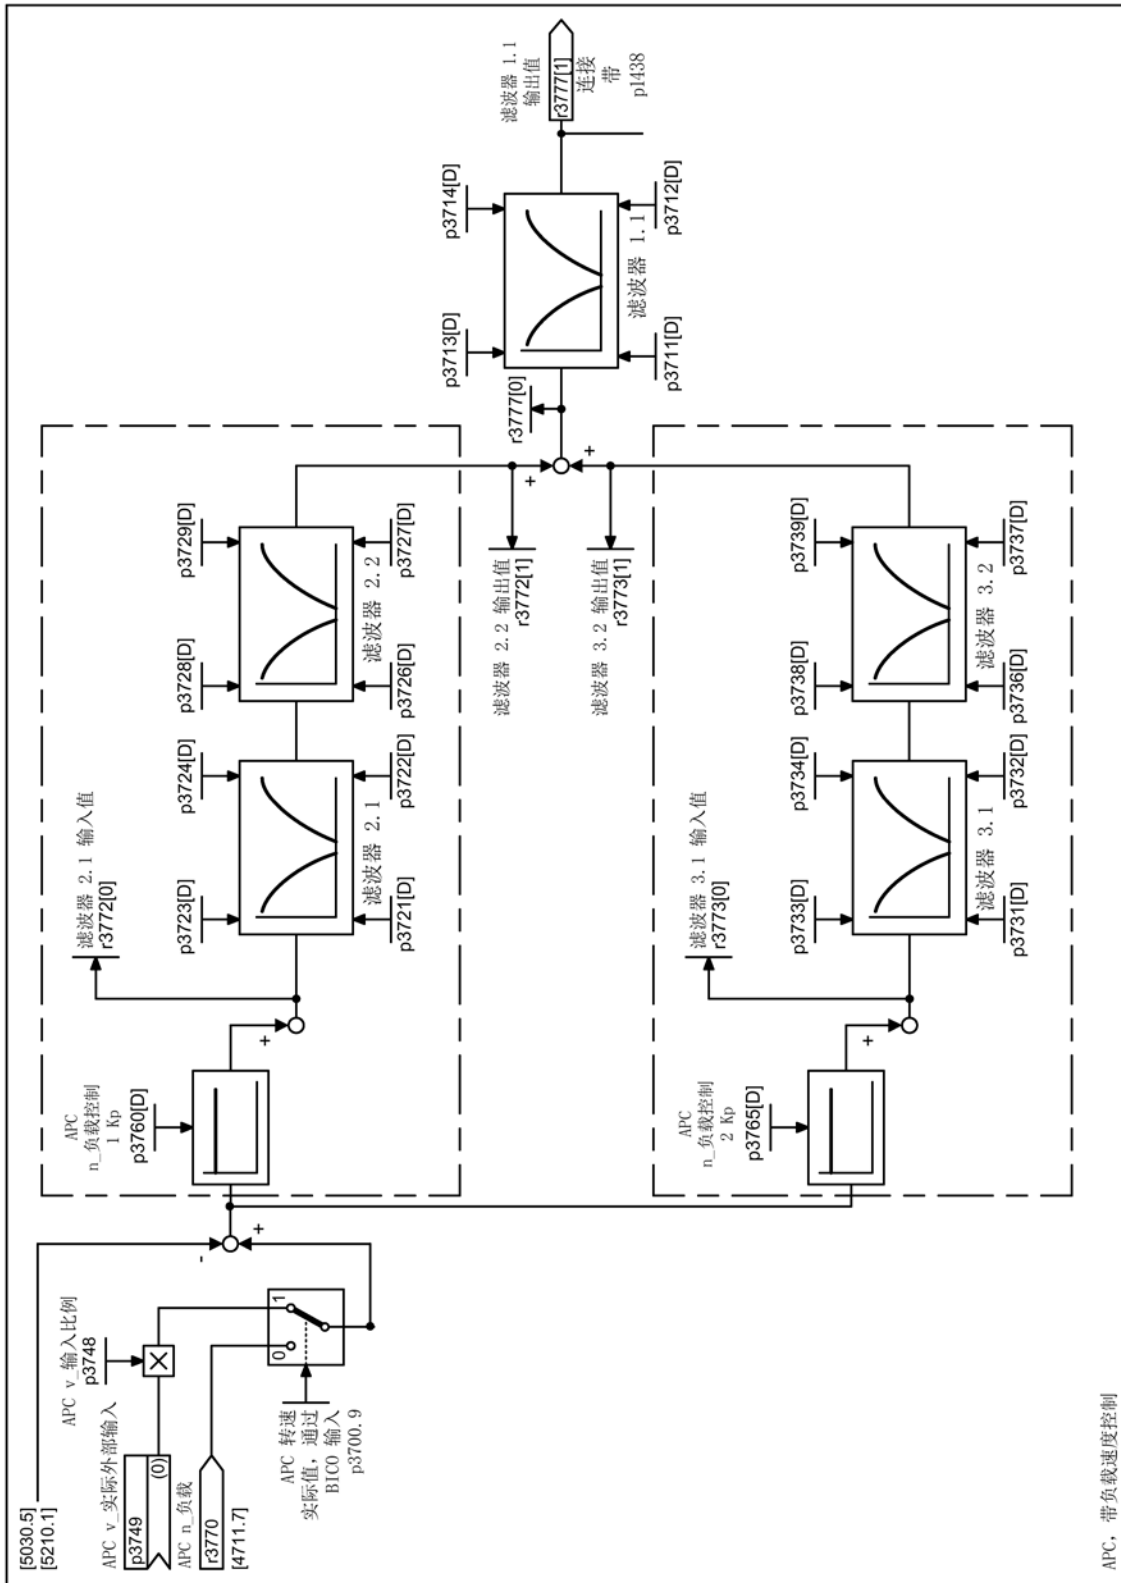 [5030.5]
[5210.1]
APC v_输入比例
p3748
APC v_实际外部输入
p3749
(0)
APC n_负载
r3770
[4711.7]
0
1
APC 转速
实际值，通过
BICO 输入
p3700.9
-
+
APC
n_负载控制
1 Kp
p3760[D]
+
滤波器 2.1 输入值
r3772[0]
p3723[D]
p3724[D]
p3721[D]
p3722[D]
滤波器 2.1
p3728[D]
p3729[D]
p3726[D]
p3727[D]
滤波器 2.2
+
滤波器 2.2 输出值
r3772[1]
APC
n_负载控制
2 Kp
p3765[D]
+
滤波器 3.1 输入值
r3773[0]
p3733[D]
p3734[D]
p3731[D]
p3732[D]
滤波器 3.1
p3738[D]
p3739[D]
p3736[D]
p3737[D]
滤波器 3.2
+
滤波器 3.2 输出值
r3773[1]
r3777[0]
p3713[D]
p3714[D]
p3711[D]
p3712[D]
滤波器 1.1
滤波器 1.1
输出值
r3777[1]
连接
带
p1438
APC，带负载速度控制